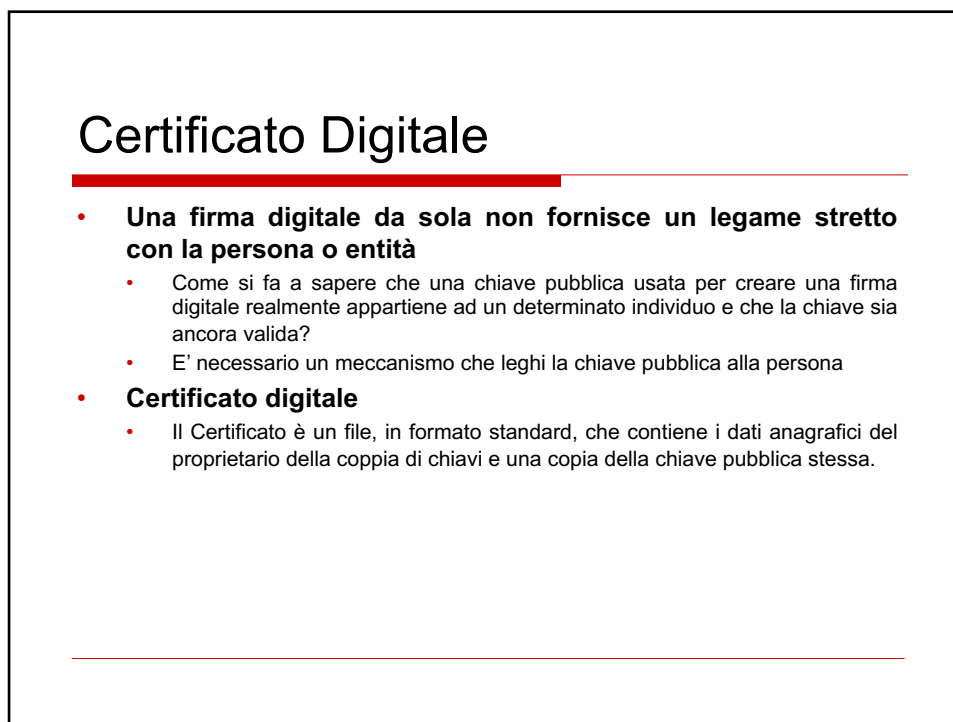 Certificato Digitale
• Una firma digitale da sola non fornisce un legame stretto
con la persona o entità
• Come si fa a sapere che una chiave pubblica usata per creare una firma
digitale realmente appartiene ad un determinato individuo e che la chiave sia
ancora valida?
• E' necessario un meccanismo che leghi la chiave pubblica alla persona
• Certificato digitale
• Il Certificato è un file, in formato standard, che contiene i dati anagrafici del
proprietario della coppia di chiavi e una copia della chiave pubblica stessa.